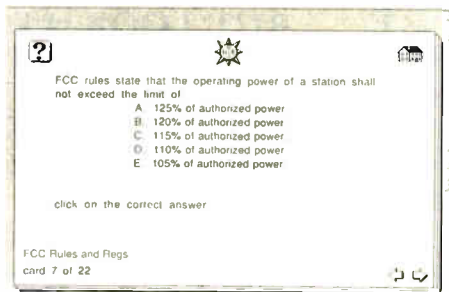 FCC rules state that the operating power of a station shall
not exceed the limit of
A. 125% of authorized power
B. 120% of authorized power
C. 115% of authorized power
D. 110% of authorized power
E. 105% of authorized power
click on the correct answer
FCC Rules and Regs
card 7 of 22